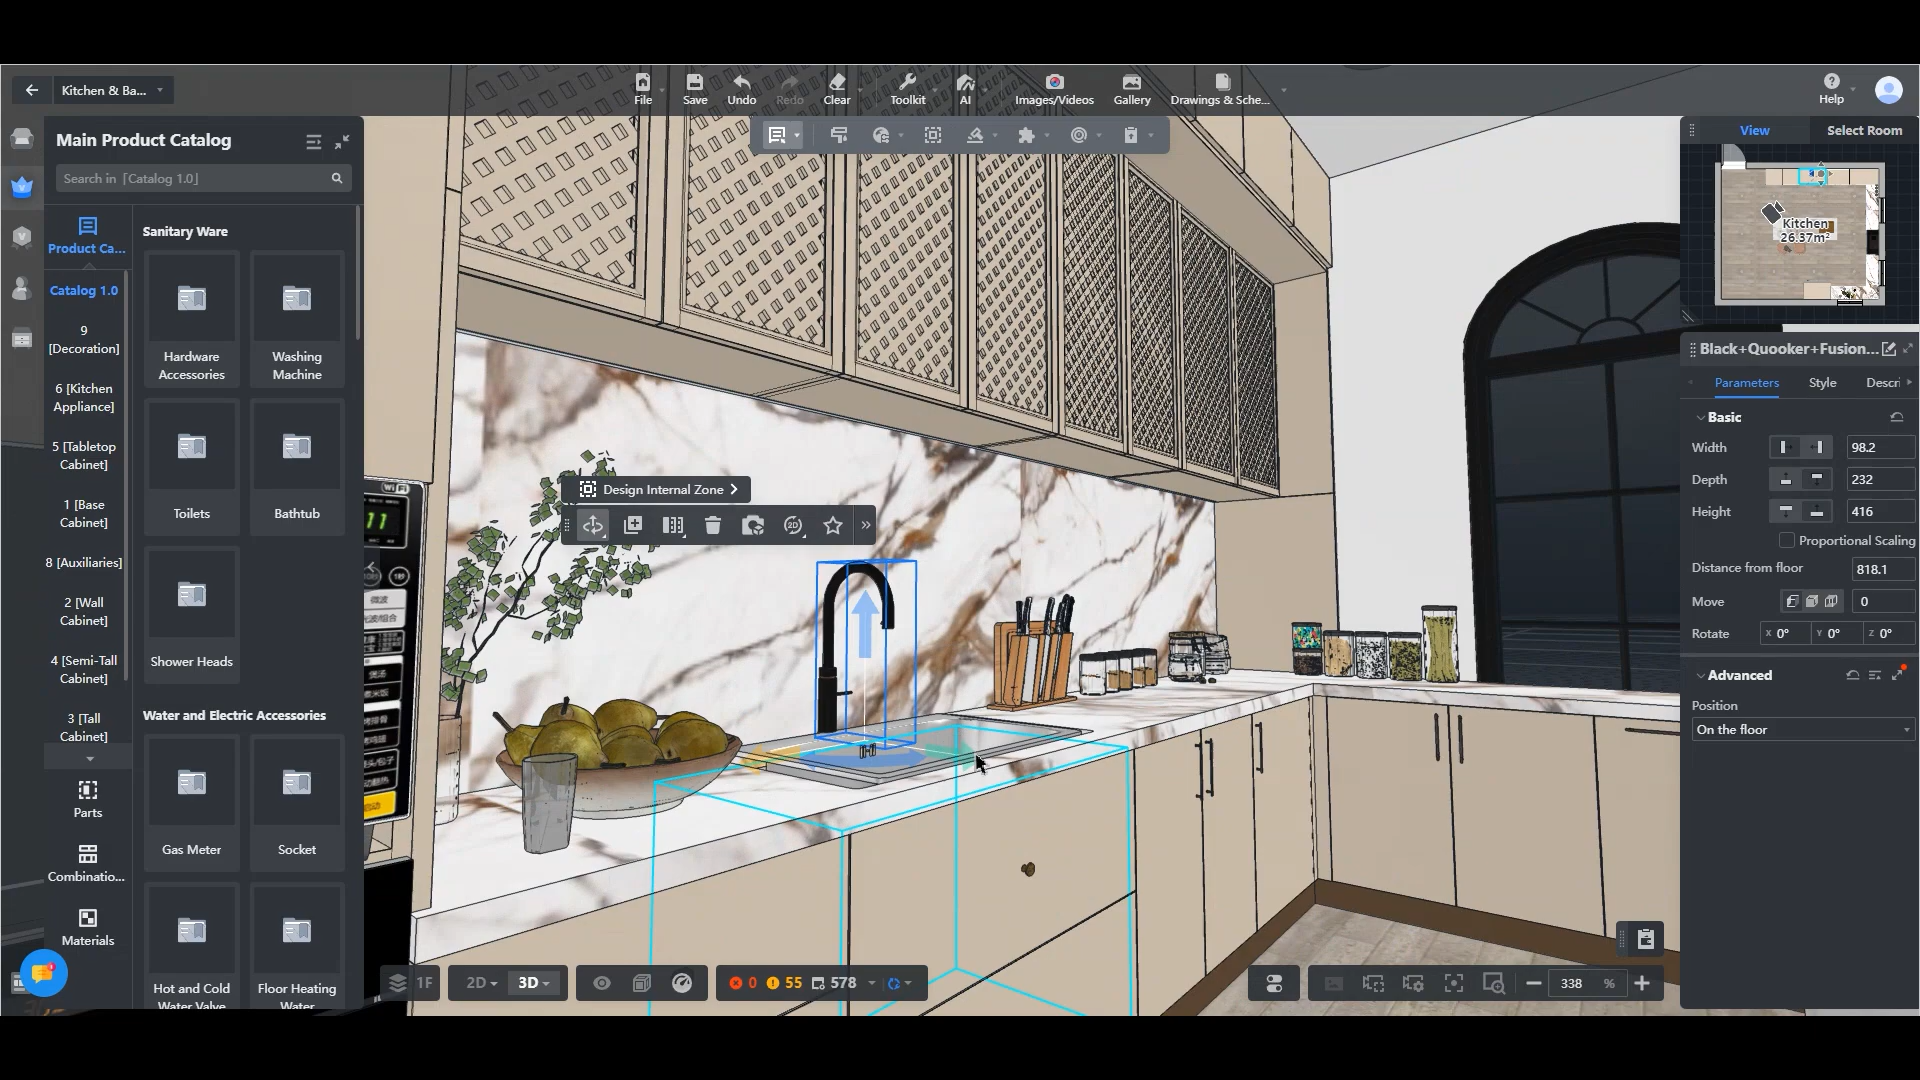 Kitchen & Ba...
File
Save
Undo
Redo
Clear
Toolkit
AI
Images/Videos
Gallery
Drawings & Sche...
Help
Main Product Catalog
Search in [Catalog 1.0]
Product Ca...
Catalog 1.0
9
[Decoration]
6 [Kitchen
Appliance]
5 [Tabletop
Cabinet]
1 [Base
Cabinet]
8 [Auxiliaries]
2 [Wall
Cabinet]
4 [Semi-Tall
Cabinet]
3 [Tall
Cabinet]
Parts
Combinatio...
Materials
Sanitary Ware
Hardware
Accessories
Washing
Machine
Toilets
Bathtub
Shower Heads
Water and Electric Accessories
Gas Meter
Socket
Hot and Cold
Water Valve
Floor Heating
Water
Wi Fi
11
Design Internal Zone
2D
View
Select Room
Kitchen
26.37m²
Black+Quooker+Fusion...
Parameters
Style
Descri
Basic
Width
98.2
Depth
232
Height
416
Proportional Scaling
Distance from floor
818.1
Move
0
Rotate
X 0°
Y 0°
Z 0°
Advanced
Position
On the floor
1F
2D
3D
0
55
578
338
%